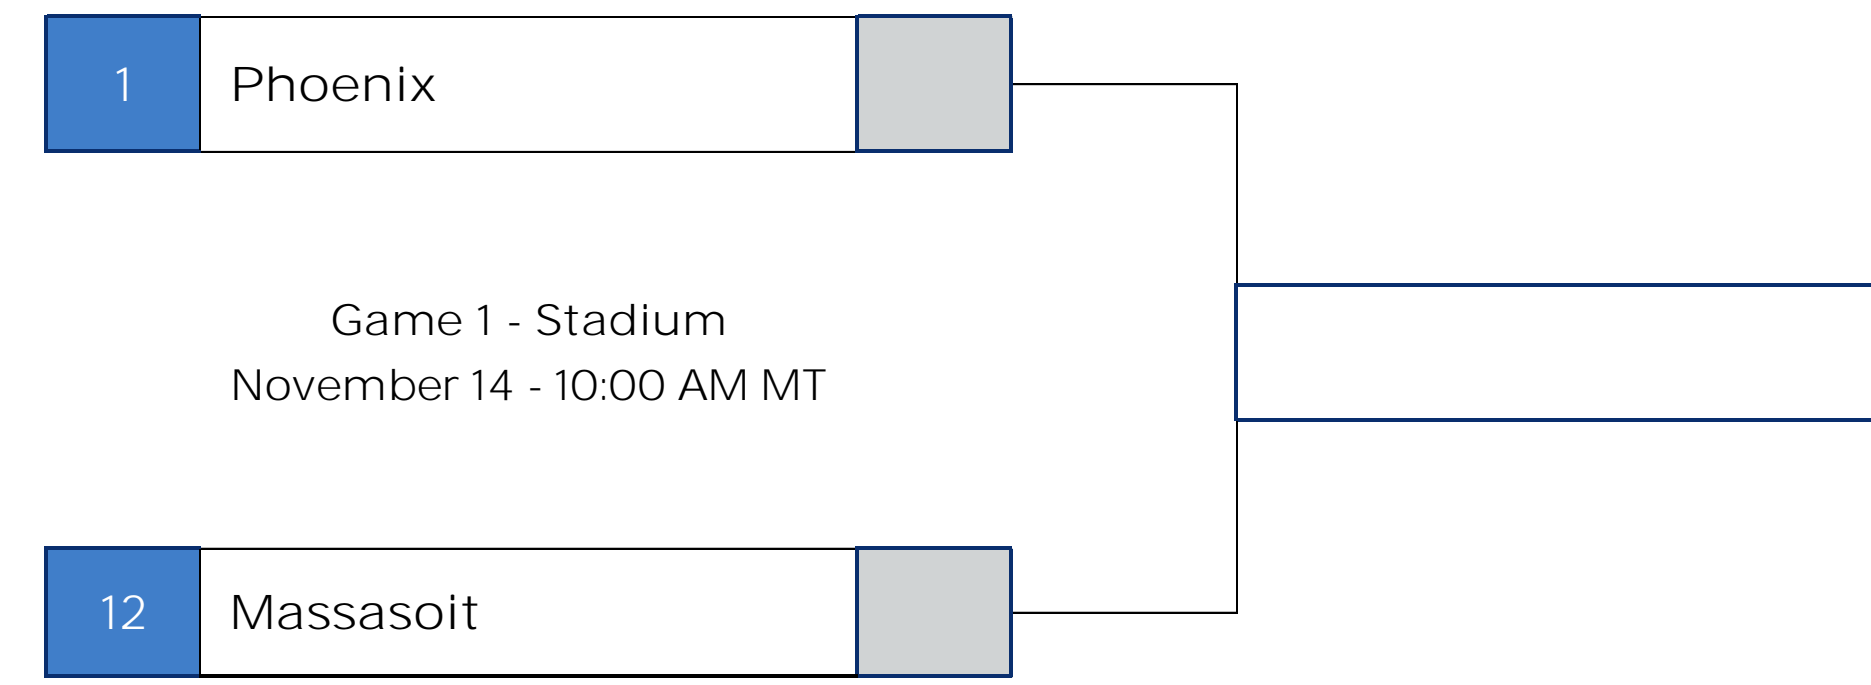 1 Phoenix
Game 1 - Stadium
November 14 - 10:00 AM MT
12 Massasoit